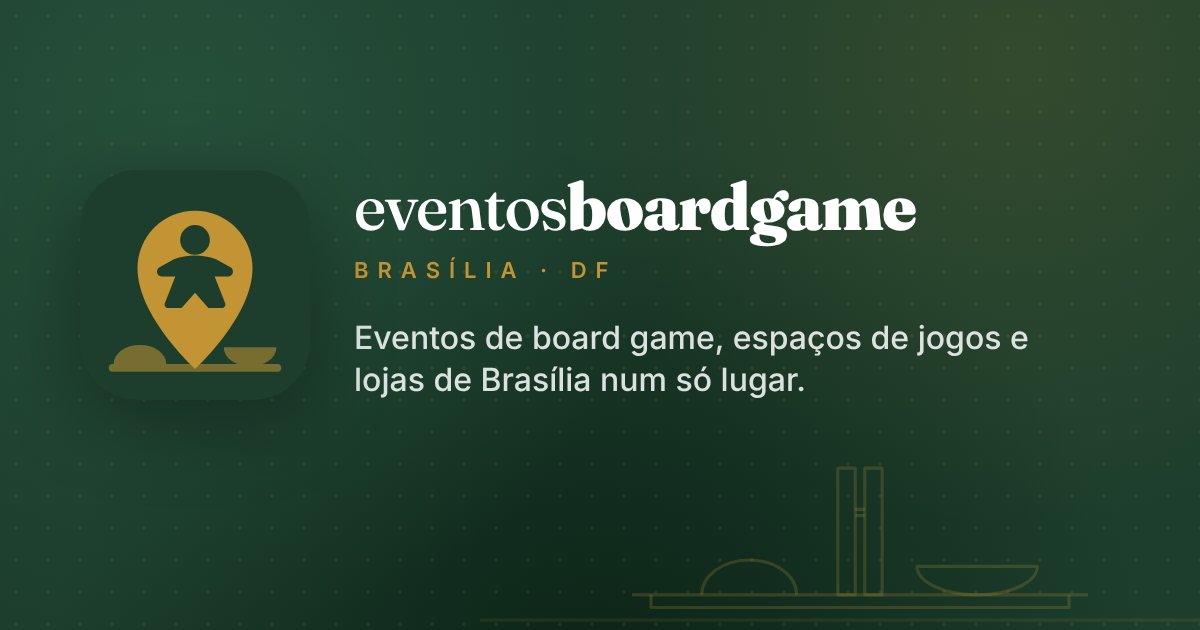 eventosboardgame
BRASÍLIA · DF
Eventos de board game, espaços de jogos e
lojas de Brasília num só lugar.